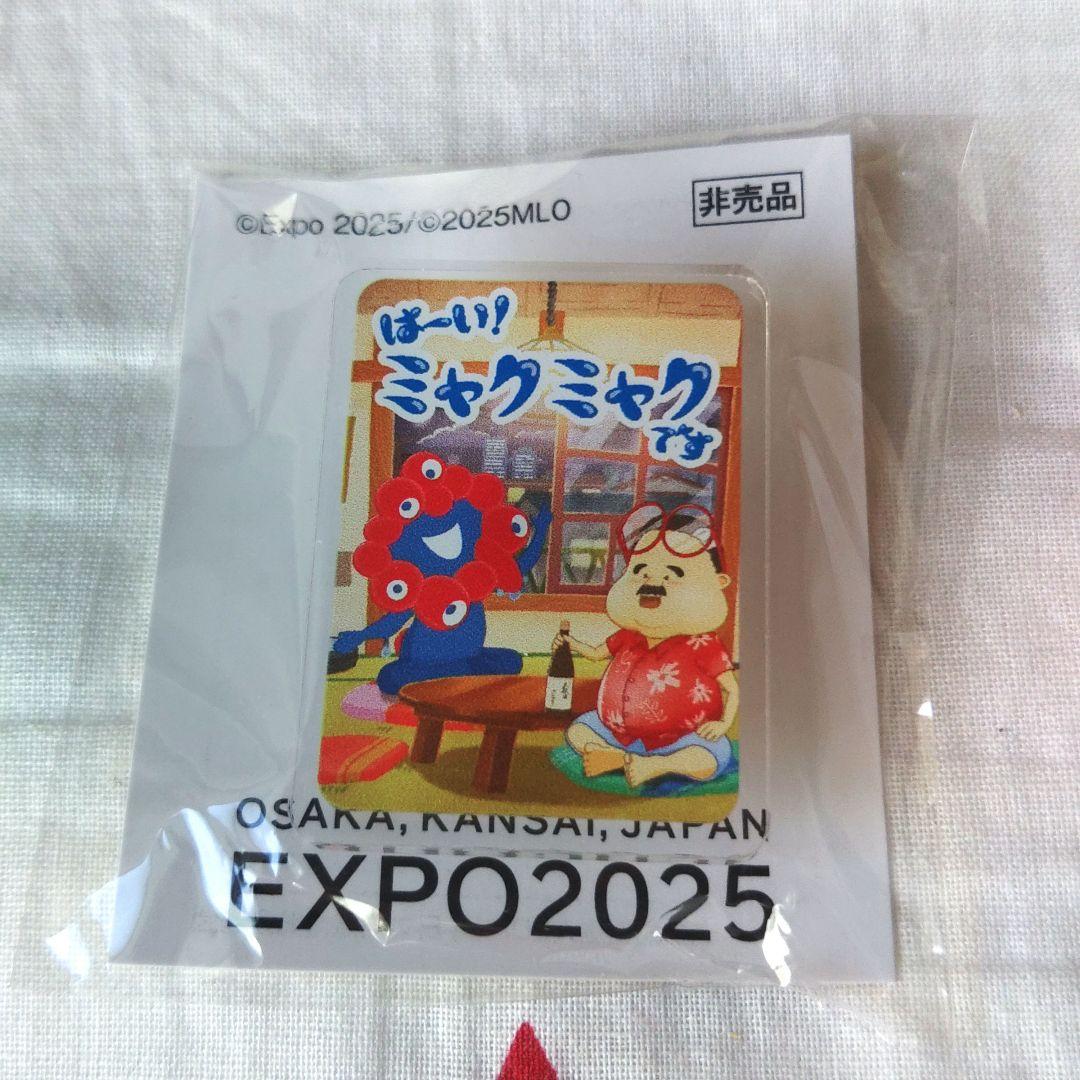 ©Expo 2025/©2025MLO
非売品
はーい!
ミャクミャク
です
OSAKA, KANSAI, JAPAN
EXPO2025